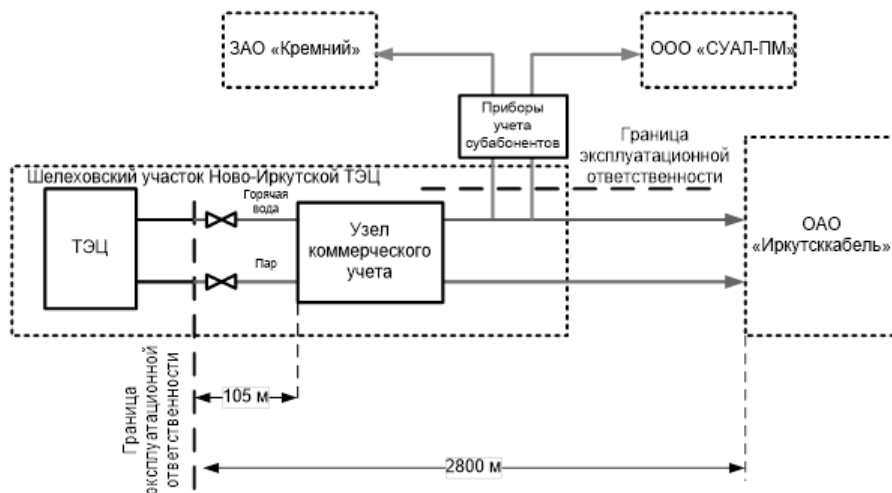 ЗАО «Кремний»
ООО «СУАЛ-ПМ»
Приборы
учета
субабонентов
Граница
эксплуатационной
ответственности
Шелеховский участок Ново-Иркутской ТЭЦ
Горячая
вода
ТЭЦ
Узел
коммерческого
учета
Пар
ОАО
«Иркутсккабель»
Граница
эксплуатационной
ответственности
105 м
2800 м